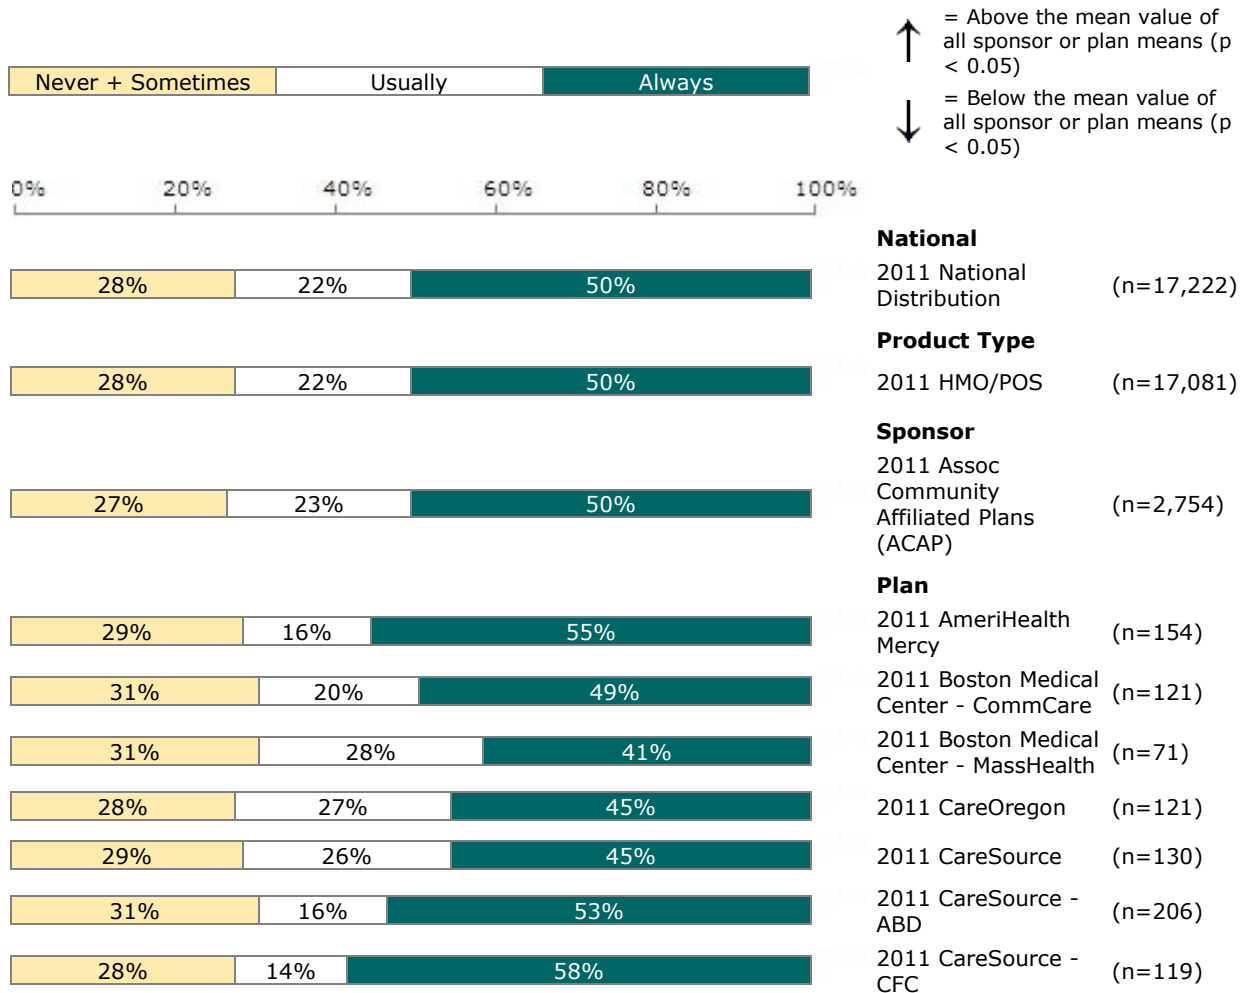 = Above the mean value of
all sponsor or plan means (p
< 0.05)
Never + Sometimes Usually Always
= Below the mean value of
all sponsor or plan means (p
< 0.05)
0% 20% 40% 60% 80% 100%
National
28% 22% 50% 2011 National
Distribution (n=17,222)
Product Type
28% 22% 50% 2011 HMO/POS (n=17,081)
Sponsor
27% 23% 50% 2011 Assoc
Community
Affiliated Plans
(ACAP) (n=2,754)
Plan
29% 16% 55% 2011 AmeriHealth
Mercy (n=154)
31% 20% 49% 2011 Boston Medical
Center - CommCare (n=121)
31% 28% 41% 2011 Boston Medical
Center - MassHealth (n=71)
28% 27% 45% 2011 CareOregon (n=121)
29% 26% 45% 2011 CareSource (n=130)
31% 16% 53% 2011 CareSource -
ABD (n=206)
28% 14% 58% 2011 CareSource -
CFC (n=119)